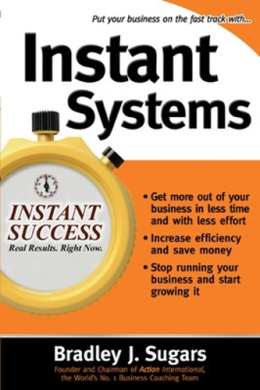 Put your business on the fast track with...
Instant
Systems
INSTANT
SUCCESS
Real Results. Right Now.
• Get more out of your
business in less time
and with less effort
• Increase efficiency
and save money
• Stop running your
business and start
growing it
Bradley J. Sugars
Founder and Chairman of Action International,
the World's No. 1 Business Coaching Team